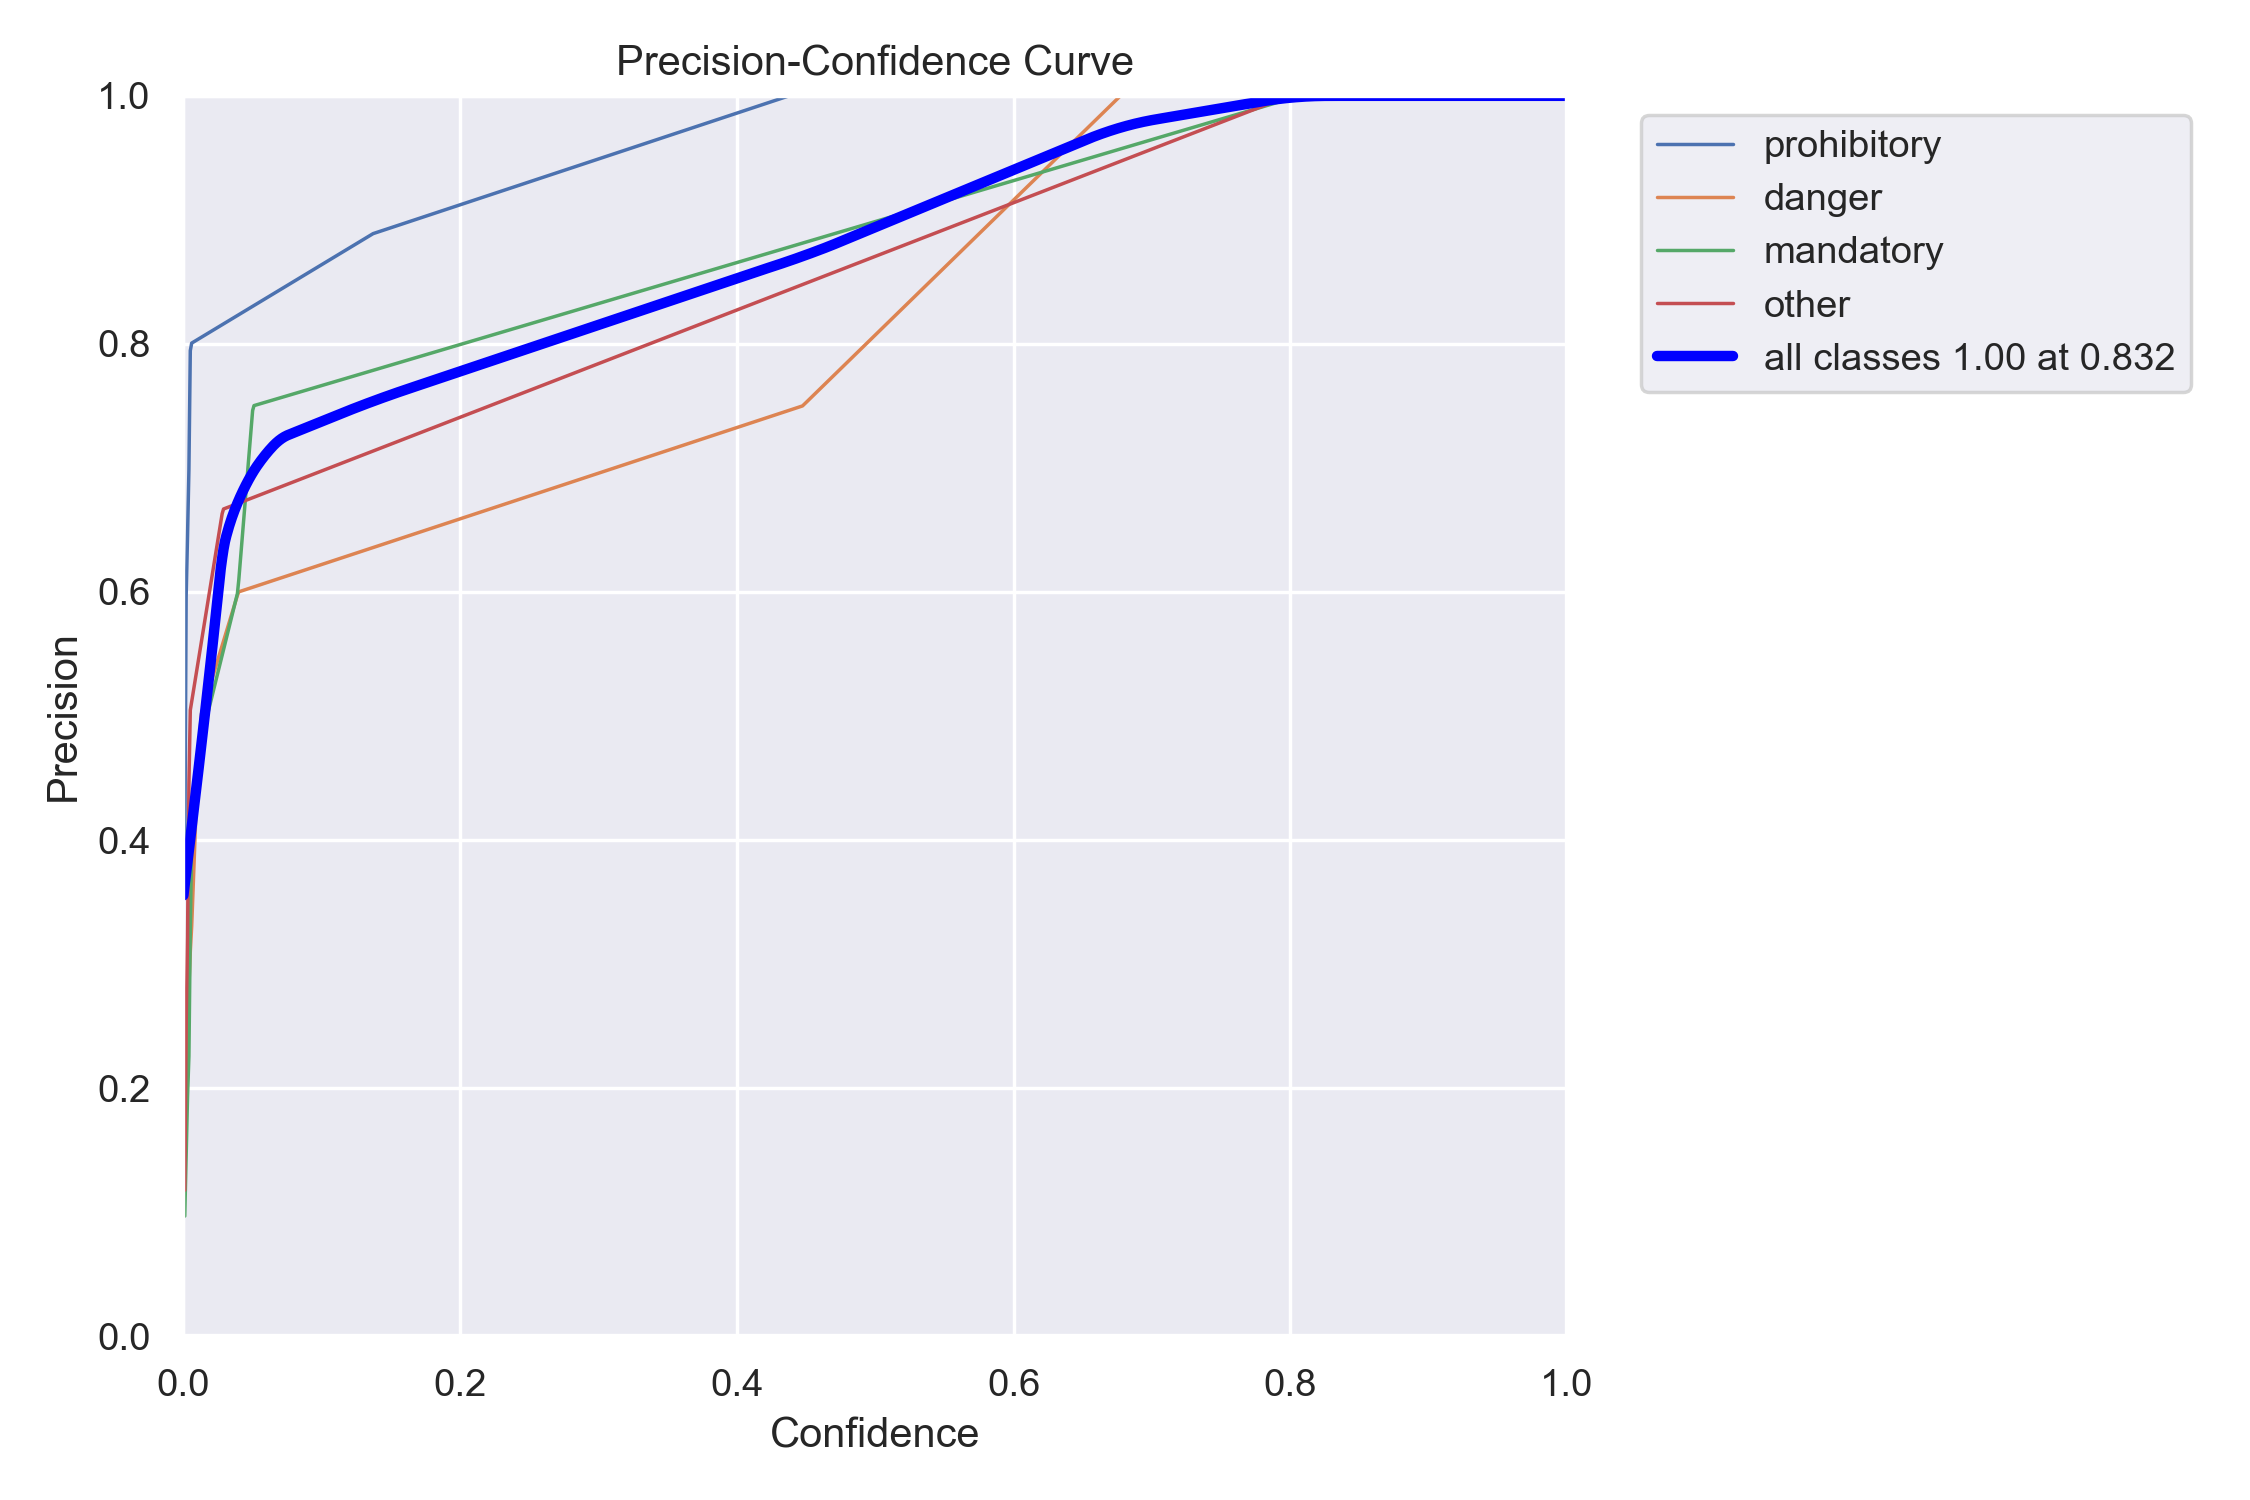 Precision-Confidence Curve
1.0
0.8
0.6
0.4
0.2
0.0
Precision
0.0 0.2 0.4 0.6 0.8 1.0
Confidence
prohibitory
danger
mandatory
other
all classes 1.00 at 0.832